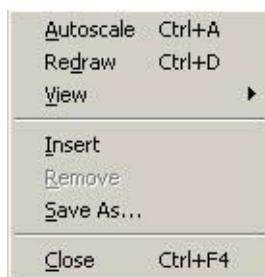 Autoscale Ctrl+A
Redraw Ctrl+D
View
Insert
Remove
Save As...
Close Ctrl+F4